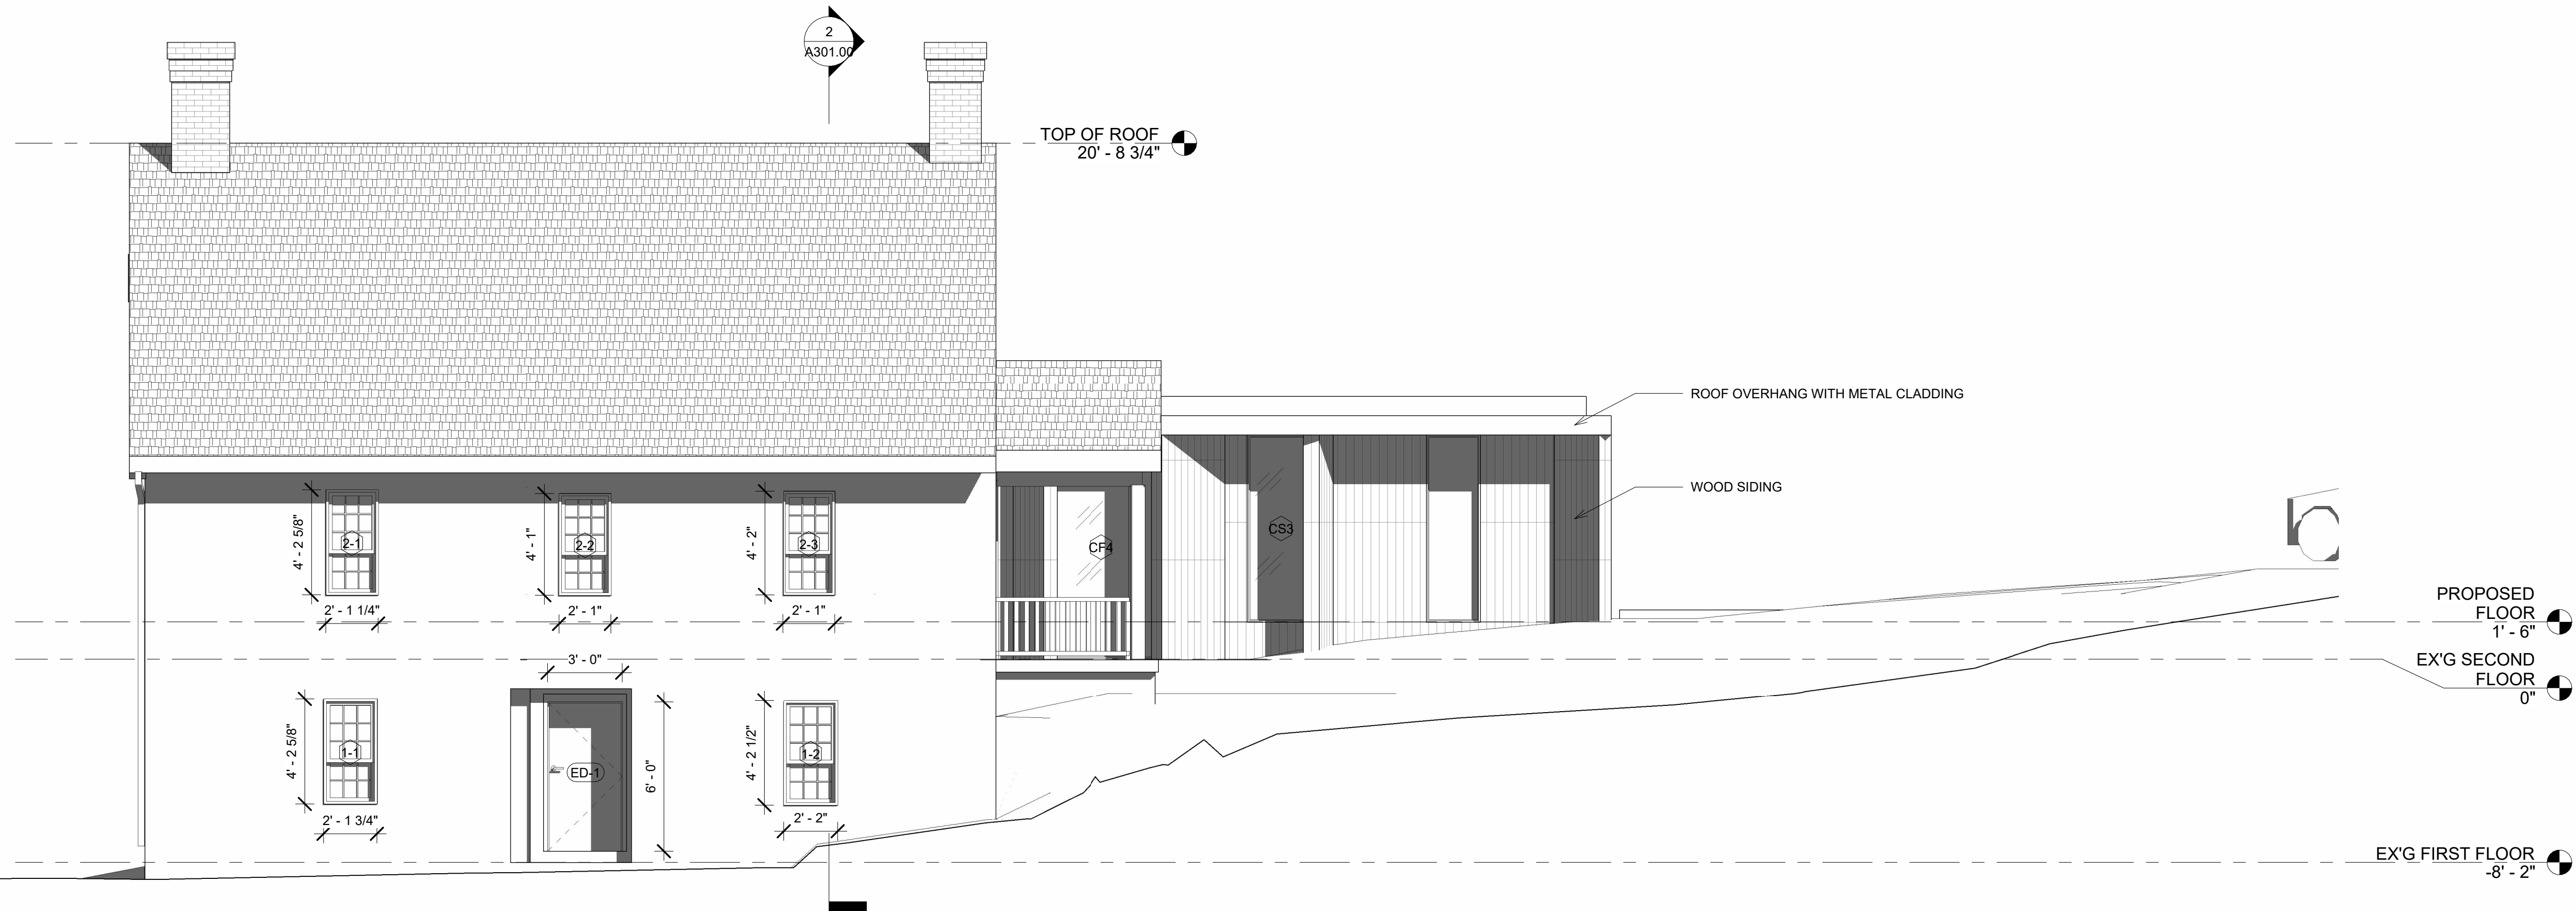 2
A301.00
TOP OF ROOF
20' - 8 3/4"
ROOF OVERHANG WITH METAL CLADDING
WOOD SIDING
4' - 2 5/8"
2-1
2' - 1 1/4"
4' - 1"
2-2
2' - 1"
4' - 2"
2-3
2' - 1"
CF4
CS3
PROPOSED
FLOOR
1' - 6"
EX'G SECOND
FLOOR
0"
3' - 0"
4' - 2 5/8"
1-1
2' - 1 3/4"
ED-1
6' - 0"
4' - 2 1/2"
1-2
2' - 2"
EX'G FIRST FLOOR
-8' - 2"